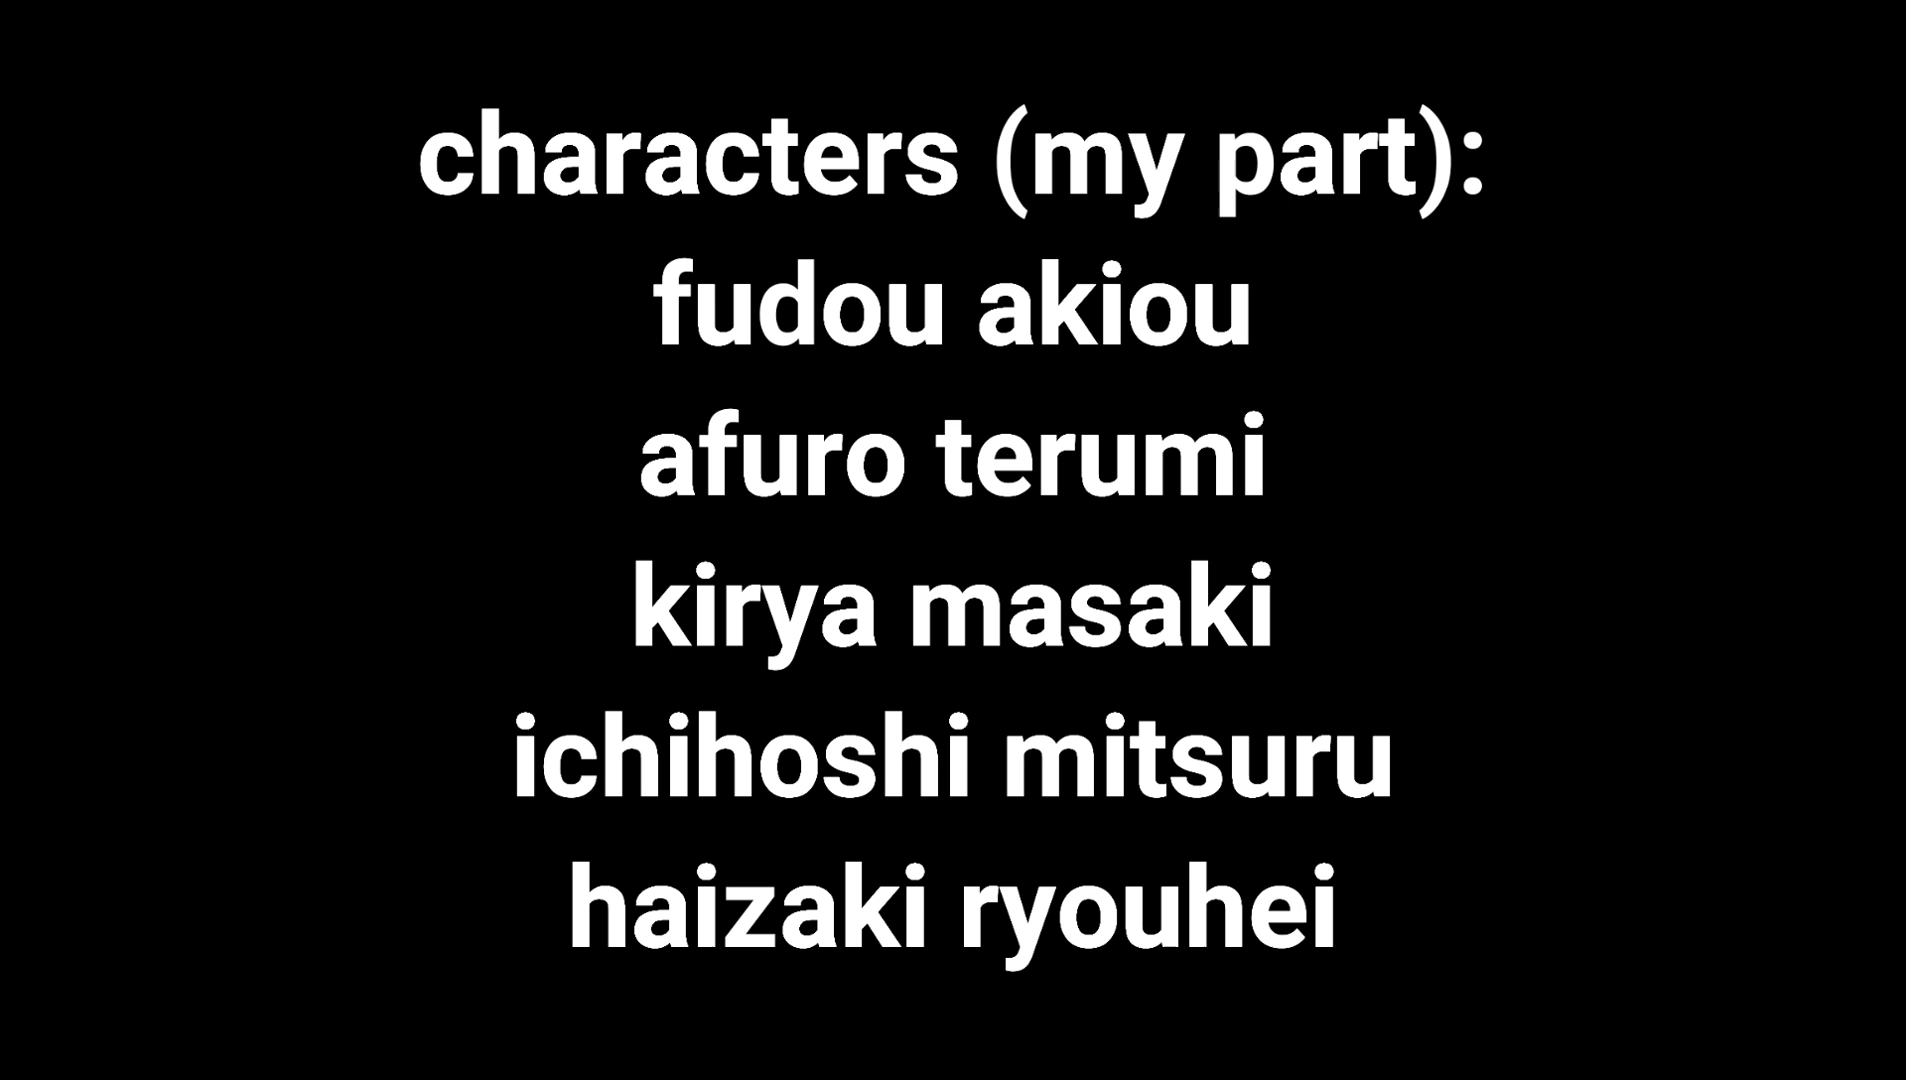 characters (my part):
fudou akiou
afuro terumi
kirya masaki
ichihoshi mitsuru
haizaki ryouhei